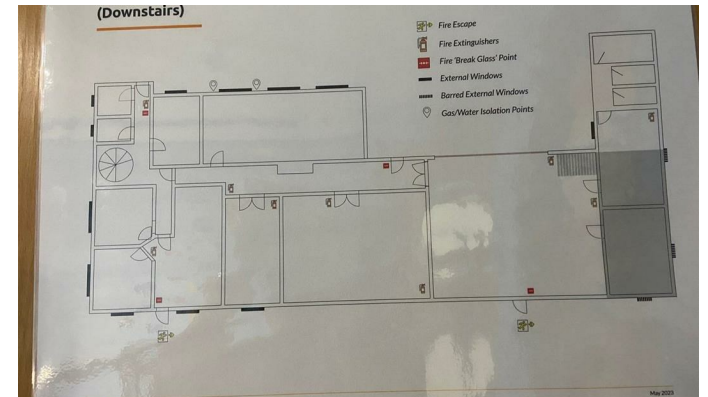 (Downstairs)
Fire Escape
Fire Extinguishers
Fire 'Break Glass' Point
External Windows
Barred External Windows
Gas/Water Isolation Points
May 2023